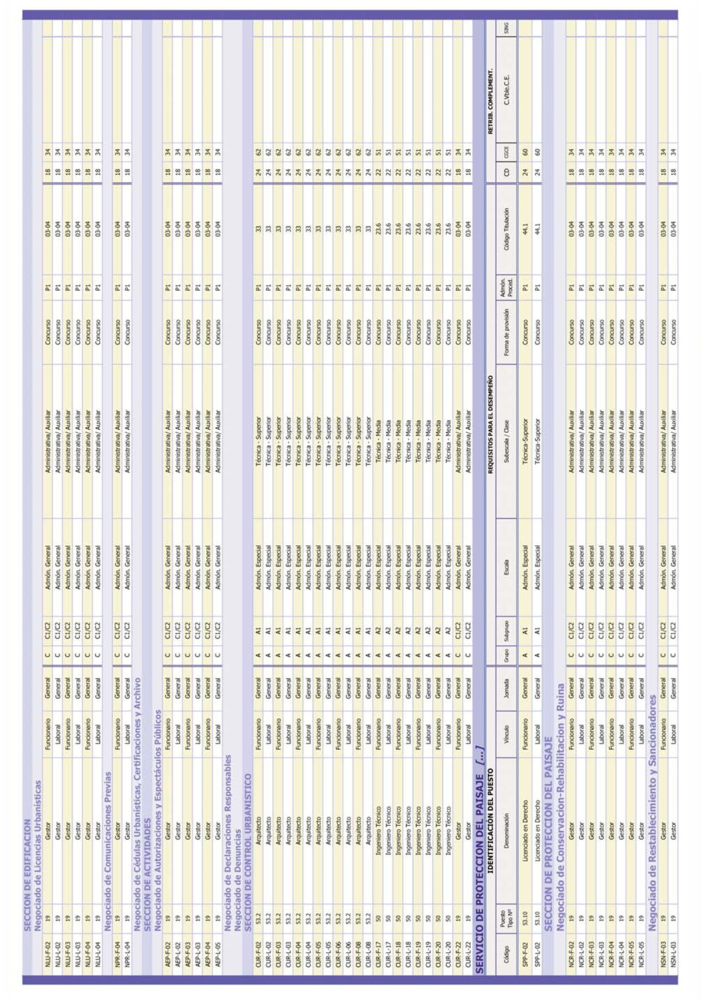 SECCION DE EDIFICACION
Negociado de Licencias Urbanísticas
NLU-F-02 19 Gestor Funcionario General C C1/C2 Admón. General Administrativa/ Auxiliar Concurso P1 03-04 18 34
NLU-L-02 19 Gestor Laboral General C C1/C2 Admón. General Administrativa/ Auxiliar Concurso P1 03-04 18 34
NLU-F-03 19 Gestor Funcionario General C C1/C2 Admón. General Administrativa/ Auxiliar Concurso P1 03-04 18 34
NLU-L-03 19 Gestor Laboral General C C1/C2 Admón. General Administrativa/ Auxiliar Concurso P1 03-04 18 34
NLU-F-04 19 Gestor Funcionario General C C1/C2 Admón. General Administrativa/ Auxiliar Concurso P1 03-04 18 34
NLU-L-04 19 Gestor Laboral General C C1/C2 Admón. General Administrativa/ Auxiliar Concurso P1 03-04 18 34
Negociado de Comunicaciones Previas
NPR-F-04 19 Gestor Funcionario General C C1/C2 Admón. General Administrativa/ Auxiliar Concurso P1 03-04 18 34
NPR-L-04 19 Gestor Laboral General C C1/C2 Admón. General Administrativa/ Auxiliar Concurso P1 03-04 18 34
Negociado de Cédulas Urbanísticas, Certificaciones y Archivo
SECCION DE ACTIVIDADES
Negociado de Autorizaciones y Espectáculos Públicos
AEP-F-02 19 Gestor Funcionario General C C1/C2 Admón. General Administrativa/ Auxiliar Concurso P1 03-04 18 34
AEP-L-02 19 Gestor Laboral General C C1/C2 Admón. General Administrativa/ Auxiliar Concurso P1 03-04 18 34
AEP-F-03 19 Gestor Funcionario General C C1/C2 Admón. General Administrativa/ Auxiliar Concurso P1 03-04 18 34
AEP-L-03 19 Gestor Laboral General C C1/C2 Admón. General Administrativa/ Auxiliar Concurso P1 03-04 18 34
AEP-F-04 19 Gestor Funcionario General C C1/C2 Admón. General Administrativa/ Auxiliar Concurso P1 03-04 18 34
AEP-L-05 19 Gestor Laboral General C C1/C2 Admón. General Administrativa/ Auxiliar Concurso P1 03-04 18 34
Negociado de Declaraciones Responsables
Negociado de Denuncias
SECCION DE CONTROL URBANISTICO
CUR-F-02 53.2 Arquitecto Funcionario General A A1 Admón. Especial Técnica - Superior Concurso P1 33 24 62
CUR-L-02 53.2 Arquitecto Laboral General A A1 Admón. Especial Técnica - Superior Concurso P1 33 24 62
CUR-F-03 53.2 Arquitecto Funcionario General A A1 Admón. Especial Técnica - Superior Concurso P1 33 24 62
CUR-L-03 53.2 Arquitecto Laboral General A A1 Admón. Especial Técnica - Superior Concurso P1 33 24 62
CUR-F-04 53.2 Arquitecto Funcionario General A A1 Admón. Especial Técnica - Superior Concurso P1 33 24 62
CUR-L-04 53.2 Arquitecto Laboral General A A1 Admón. Especial Técnica - Superior Concurso P1 33 24 62
CUR-F-05 53.2 Arquitecto Funcionario General A A1 Admón. Especial Técnica - Superior Concurso P1 33 24 62
CUR-L-05 53.2 Arquitecto Laboral General A A1 Admón. Especial Técnica - Superior Concurso P1 33 24 62
CUR-F-06 53.2 Arquitecto Funcionario General A A1 Admón. Especial Técnica - Superior Concurso P1 33 24 62
CUR-L-06 53.2 Arquitecto Laboral General A A1 Admón. Especial Técnica - Superior Concurso P1 33 24 62
CUR-F-08 53.2 Arquitecto Funcionario General A A1 Admón. Especial Técnica - Superior Concurso P1 33 24 62
CUR-L-08 53.2 Arquitecto Laboral General A A1 Admón. Especial Técnica - Superior Concurso P1 33 24 62
CUR-F-17 50 Ingeniero Técnico Funcionario General A A2 Admón. Especial Técnica - Media Concurso P1 23.6 22 51
CUR-L-17 50 Ingeniero Técnico Laboral General A A2 Admón. Especial Técnica - Media Concurso P1 23.6 22 51
CUR-F-18 50 Ingeniero Técnico Funcionario General A A2 Admón. Especial Técnica - Media Concurso P1 23.6 22 51
CUR-L-18 50 Ingeniero Técnico Laboral General A A2 Admón. Especial Técnica - Media Concurso P1 23.6 22 51
CUR-F-19 50 Ingeniero Técnico Funcionario General A A2 Admón. Especial Técnica - Media Concurso P1 23.6 22 51
CUR-L-19 50 Ingeniero Técnico Laboral General A A2 Admón. Especial Técnica - Media Concurso P1 23.6 22 51
CUR-F-20 50 Ingeniero Técnico Funcionario General A A2 Admón. Especial Técnica - Media Concurso P1 23.6 22 51
CUR-L-20 50 Ingeniero Técnico Laboral General A A2 Admón. Especial Técnica - Media Concurso P1 23.6 22 51
CUR-F-22 19 Gestor Funcionario General C C1/C2 Admón. General Administrativa/ Auxiliar Concurso P1 03-04 18 34
CUR-L-22 19 Gestor Laboral General C C1/C2 Admón. General Administrativa/ Auxiliar Concurso P1 03-04 18 34
SERVICIO DE PROTECCION DEL PAISAJE [...]
IDENTIFICACIÓN DEL PUESTO REQUISITOS PARA EL DESEMPEÑO RETRIB. COMPLEMENT.
Código Puesto Tipo Nº Denominación Vínculo Jornada Grupo Subgrupo Escala Subescala / Clase Forma de provisión Admón. Proced. Código Titulación CD CGCE C.Vble.C.E. SING
SPP-F-02 53.10 Licenciado en Derecho Funcionario General A A1 Admón. Especial Técnica-Superior Concurso P1 44.1 24 60
SPP-L-02 53.10 Licenciado en Derecho Laboral General A A1 Admón. Especial Técnica-Superior Concurso P1 44.1 24 60
SECCION DE PROTECCION DEL PAISAJE
Negociado de Conservacion-Rehabilitacion y Ruina
NCR-F-02 19 Gestor Funcionario General C C1/C2 Admón. General Administrativa/ Auxiliar Concurso P1 03-04 18 34
NCR-L-02 19 Gestor Laboral General C C1/C2 Admón. General Administrativa/ Auxiliar Concurso P1 03-04 18 34
NCR-F-03 19 Gestor Funcionario General C C1/C2 Admón. General Administrativa/ Auxiliar Concurso P1 03-04 18 34
NCR-L-03 19 Gestor Laboral General C C1/C2 Admón. General Administrativa/ Auxiliar Concurso P1 03-04 18 34
NCR-F-04 19 Gestor Funcionario General C C1/C2 Admón. General Administrativa/ Auxiliar Concurso P1 03-04 18 34
NCR-L-04 19 Gestor Laboral General C C1/C2 Admón. General Administrativa/ Auxiliar Concurso P1 03-04 18 34
NCR-F-05 19 Gestor Funcionario General C C1/C2 Admón. General Administrativa/ Auxiliar Concurso P1 03-04 18 34
NCR-L-05 19 Gestor Laboral General C C1/C2 Admón. General Administrativa/ Auxiliar Concurso P1 03-04 18 34
Negociado de Restablecimiento y Sancionadores
NSN-F-03 19 Gestor Funcionario General C C1/C2 Admón. General Administrativa/ Auxiliar Concurso P1 03-04 18 34
NSN-L-03 19 Gestor Laboral General C C1/C2 Admón. General Administrativa/ Auxiliar Concurso P1 03-04 18 34